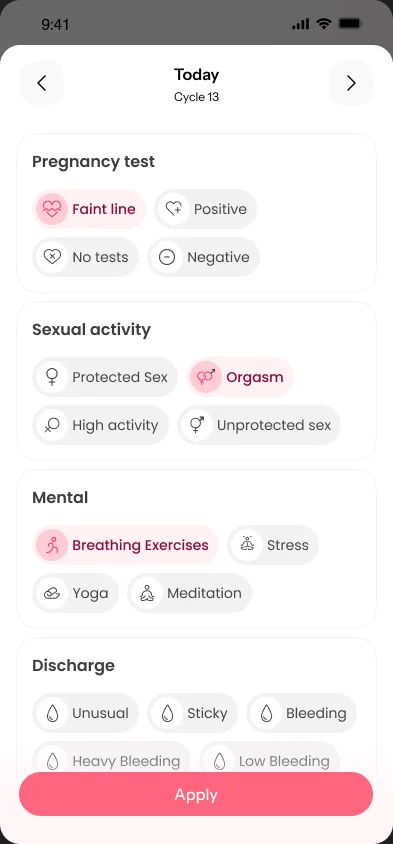 9:41
Today
Cycle 13
Pregnancy test
Faint line Positive
No tests Negative
Sexual activity
Protected Sex Orgasm
High activity Unprotected sex
Mental
Breathing Exercises Stress
Yoga Meditation
Discharge
Unusual Sticky Bleeding
Heavy Bleeding Low Bleeding
Apply